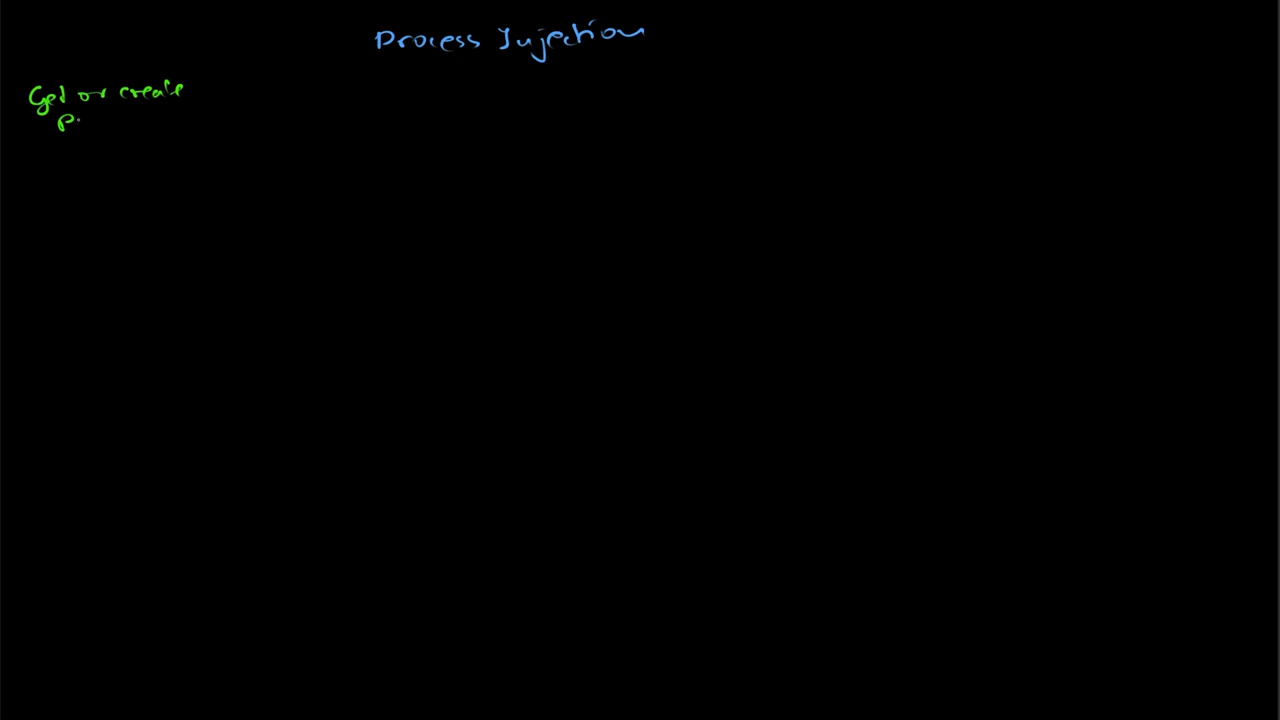 Process Injection
Get or create
P.